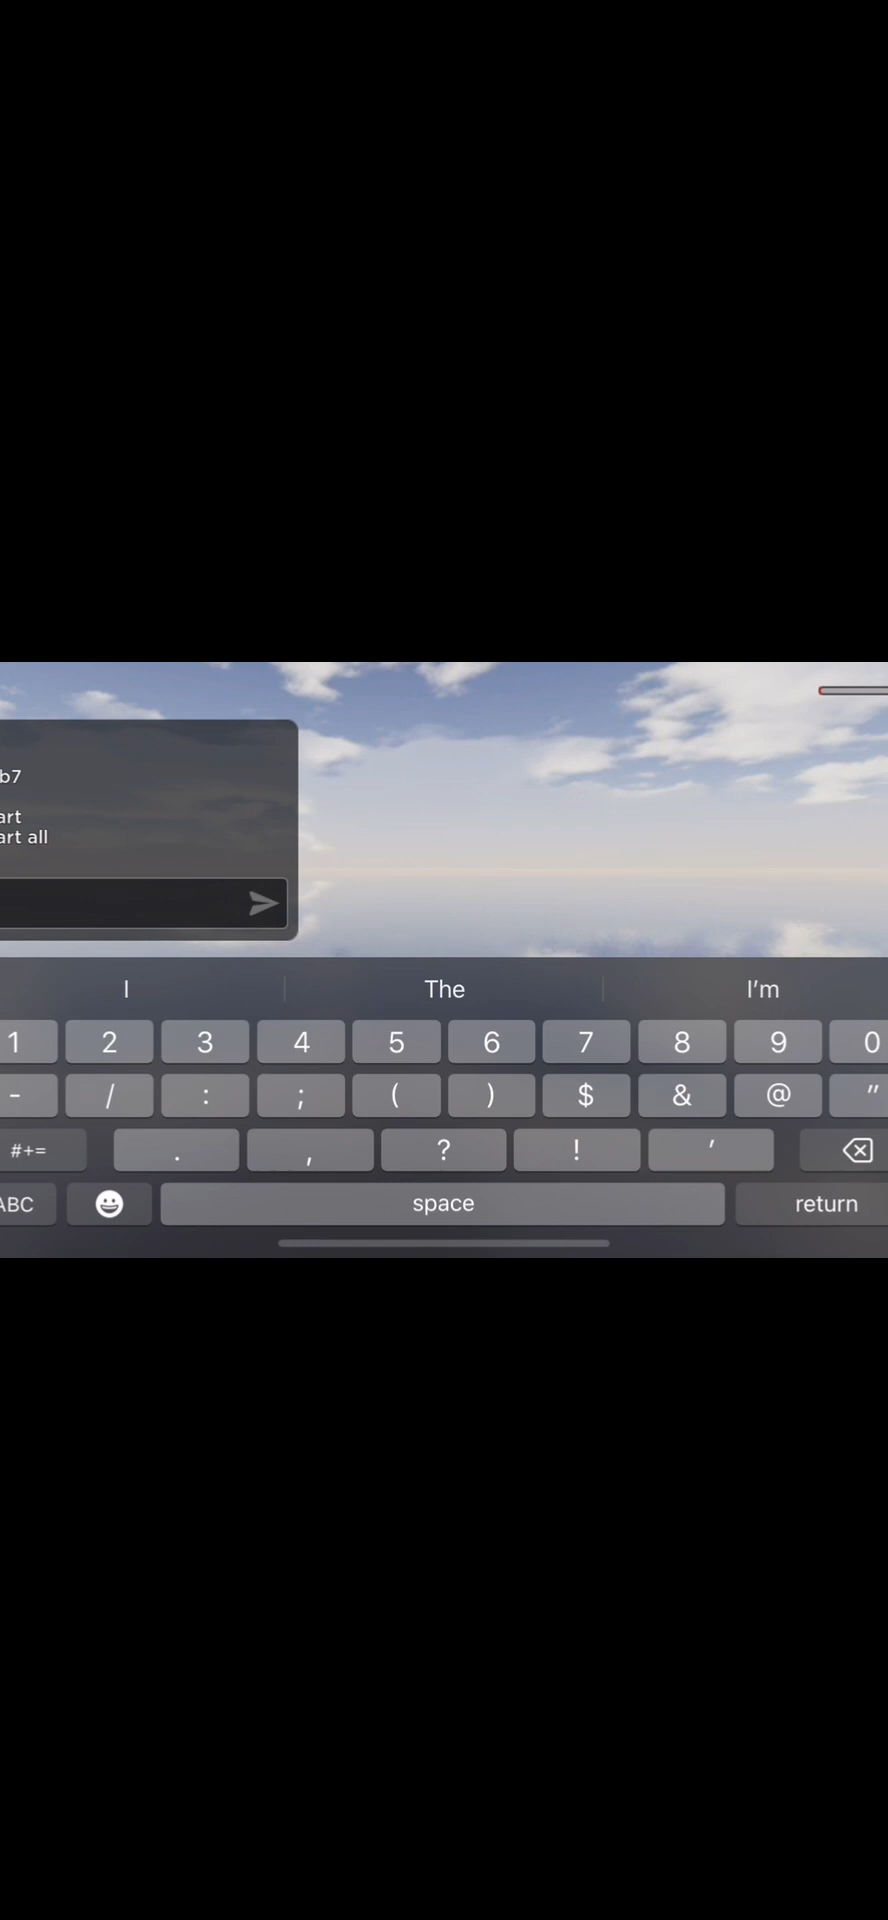 b7
art
art all
I The I'm
1 2 3 4 5 6 7 8 9 0
- / : ; ( ) $ & @ "
#+= . , ? ! '
ABC space return